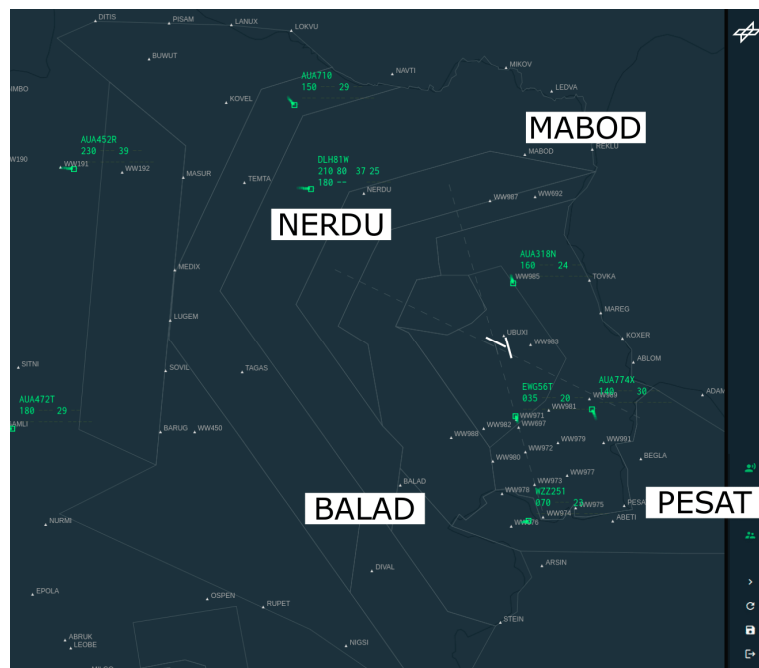 DITIS
PISAM
LANUX
LOKVU
BUWUT
NAVTI
MIKOV
AUA710
150 29
LEDVA
KOVEL
MABOD
AUA452R
230 39
WW190
WW191
WW192
MASUR
TEMTA
DLH81W
210 80 37 25
180 --
NERDU
MABOD
REKLU
WW987
WW692
NERDU
MEDIX
AUA318N
160 24
WW985
TOVKA
LUGEM
MAREG
UBUXI
WW983
KOXER
SITNI
SOVIL
TAGAS
ABLOM
AUA472T
180 29
EWG56T
035 20
AUA774X
140 30
WW989
ADAM
AMLI
BARUG
WW450
WW971
WW981
WW982
WW697
WW988
WW979
WW991
WW972
WW980
BEGLA
BALAD
WW977
WW973
WW978
WZZ251
070 23
BALAD
PESAT
PESA
WW975
WW974
ABETI
WW976
NURMI
ARSIN
DIVAL
EPOLA
OSPEN
RUPET
STEIN
ABRUK
LEOBE
NIGSI